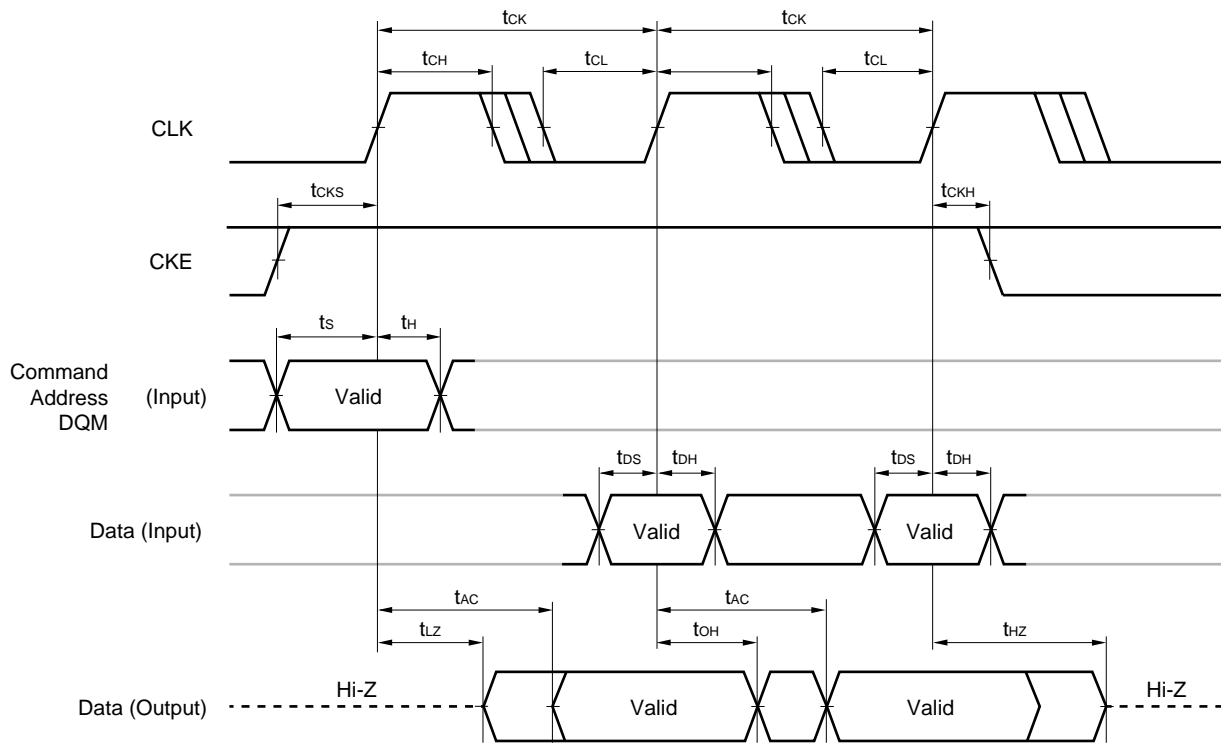 tCK tCK
tCH tCL tCL
CLK
tCKS tCKH
CKE
tS tH
Command
Address (Input) Valid
DQM
tDS tDH tDS tDH
Data (Input) Valid Valid
tAC tAC
tLZ tOH tHZ
Hi-Z Hi-Z
Data (Output) Valid Valid